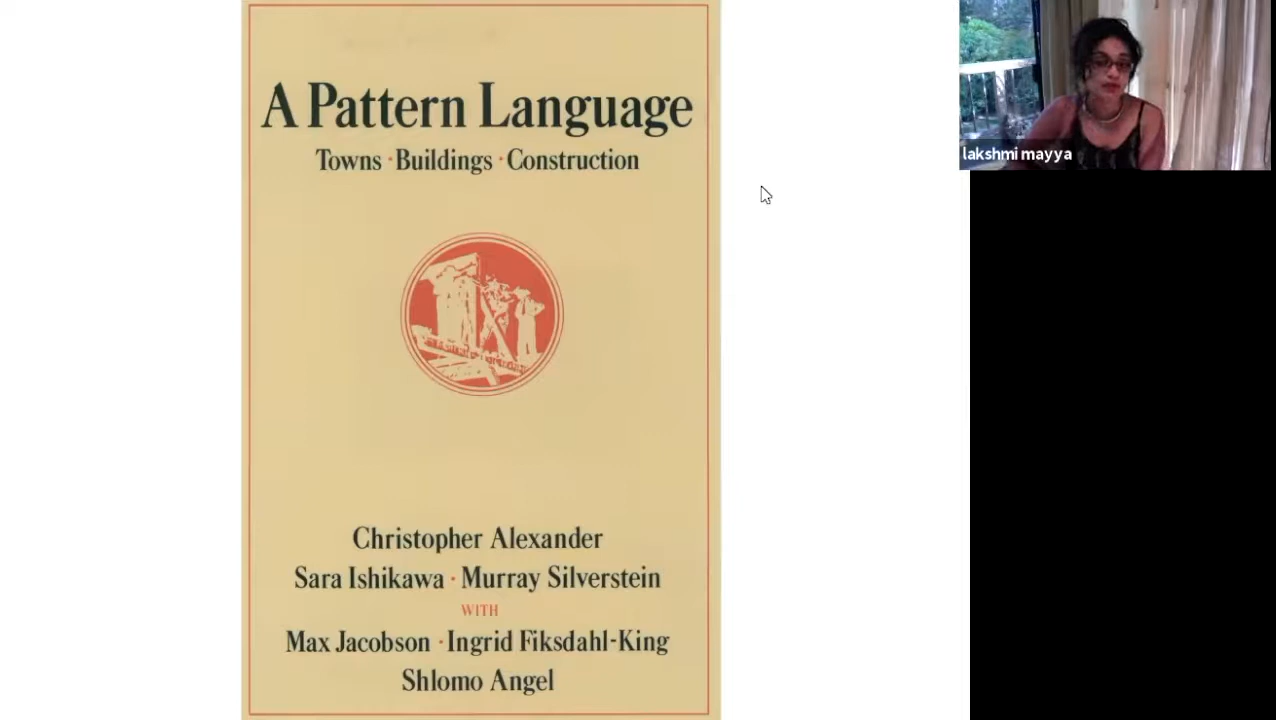 A Pattern Language
Towns · Buildings · Construction
Christopher Alexander
Sara Ishikawa · Murray Silverstein
WITH
Max Jacobson · Ingrid Fiksdahl-King
Shlomo Angel
lakshmi mayya